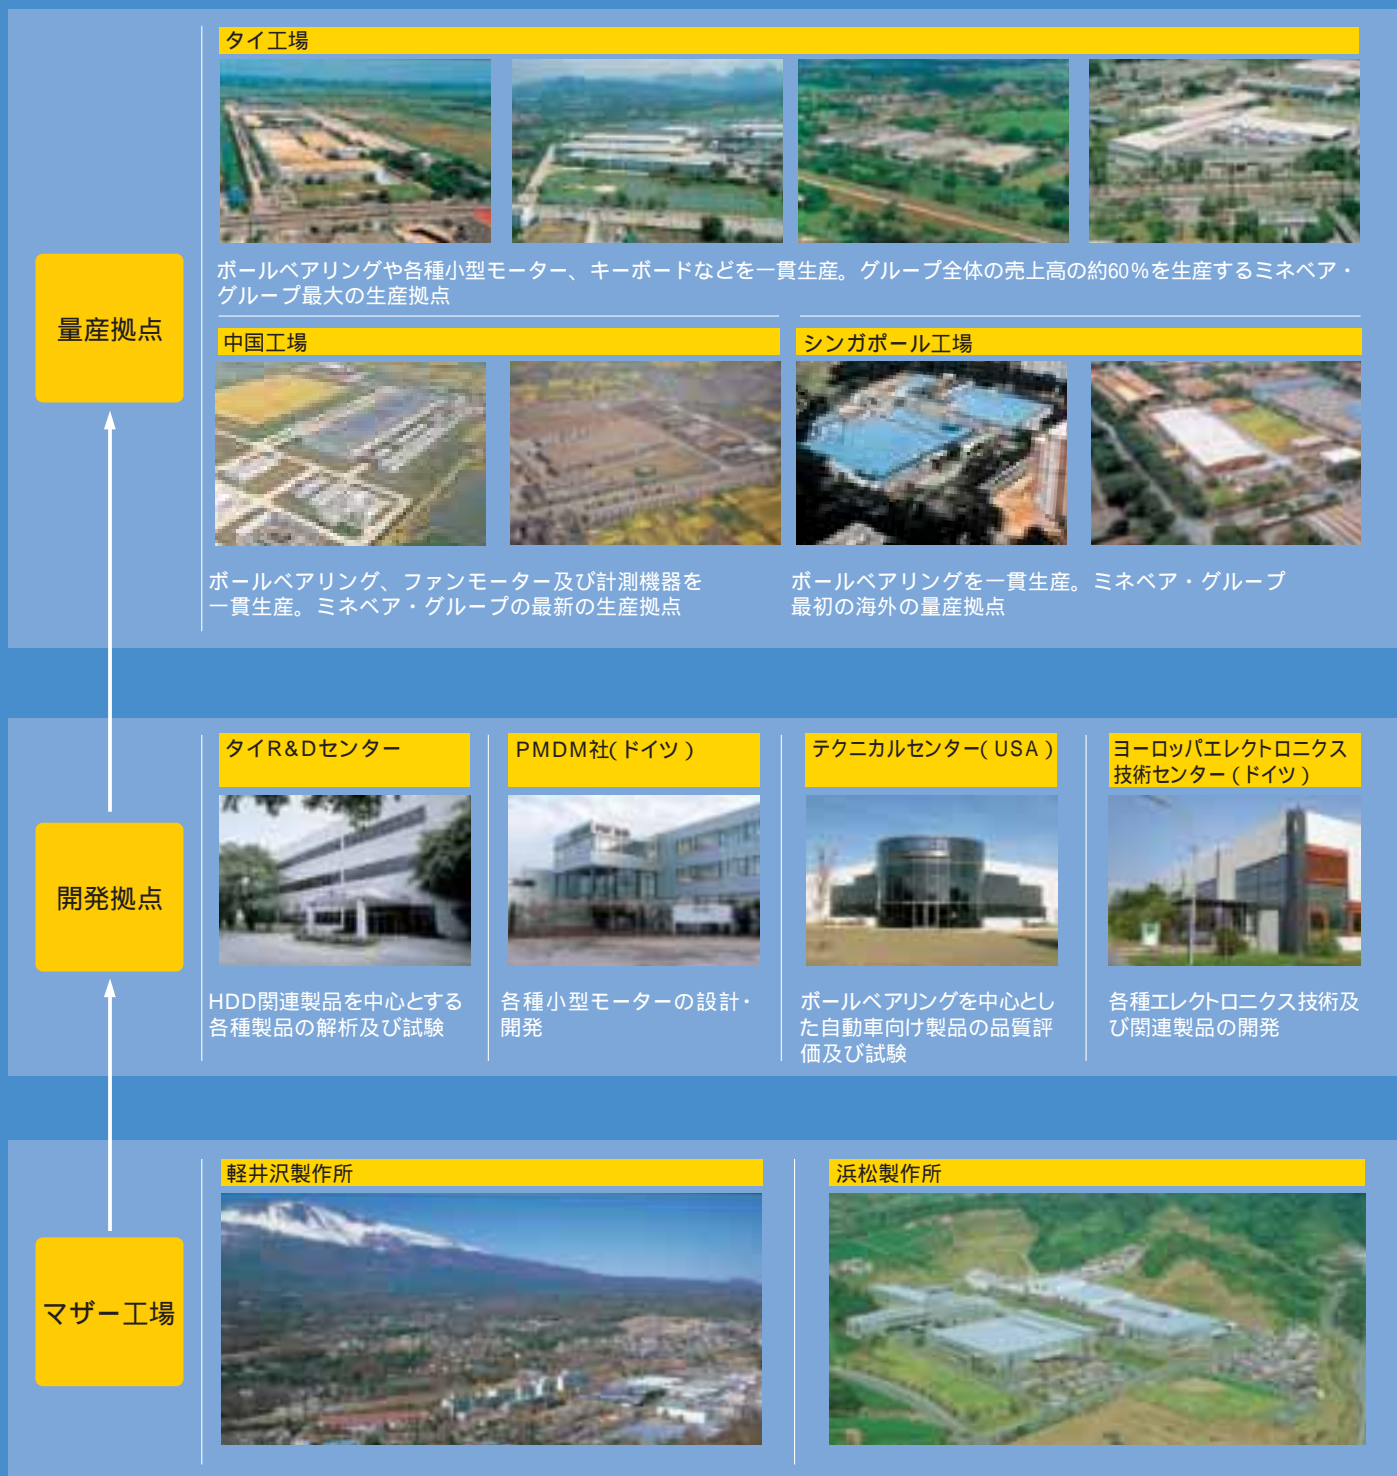 タイ工場
ボールベアリングや各種小型モーター、キーボードなどを一貫生産。グループ全体の売上高の約60％を生産するミネベア・
グループ最大の生産拠点
量産拠点
中国工場
シンガポール工場
ボールベアリング、ファンモーター及び計測機器を
一貫生産。ミネベア・グループの最新の生産拠点
ボールベアリングを一貫生産。ミネベア・グループ
最初の海外の量産拠点
開発拠点
タイR&Dセンター
HDD関連製品を中心とする
各種製品の解析及び試験
PMDM社(ドイツ)
各種小型モーターの設計・
開発
テクニカルセンター(USA)
ボールベアリングを中心とし
た自動車向け製品の品質評
価及び試験
ヨーロッパエレクトロニクス
技術センター(ドイツ)
各種エレクトロニクス技術及
び関連製品の開発
マザー工場
軽井沢製作所
浜松製作所